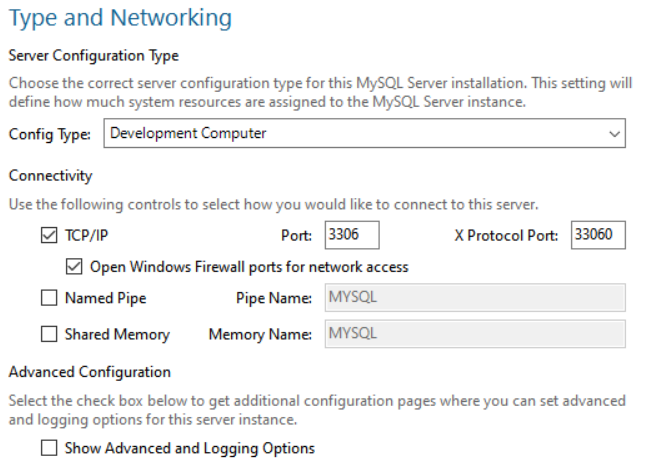 Type and Networking
Server Configuration Type
Choose the correct server configuration type for this MySQL Server installation. This setting will
define how much system resources are assigned to the MySQL Server instance.
Config Type: Development Computer
Connectivity
Use the following controls to select how you would like to connect to this server.
TCP/IP Port: 3306 X Protocol Port: 33060
Open Windows Firewall ports for network access
Named Pipe Pipe Name: MYSQL
Shared Memory Memory Name: MYSQL
Advanced Configuration
Select the check box below to get additional configuration pages where you can set advanced
and logging options for this server instance.
Show Advanced and Logging Options